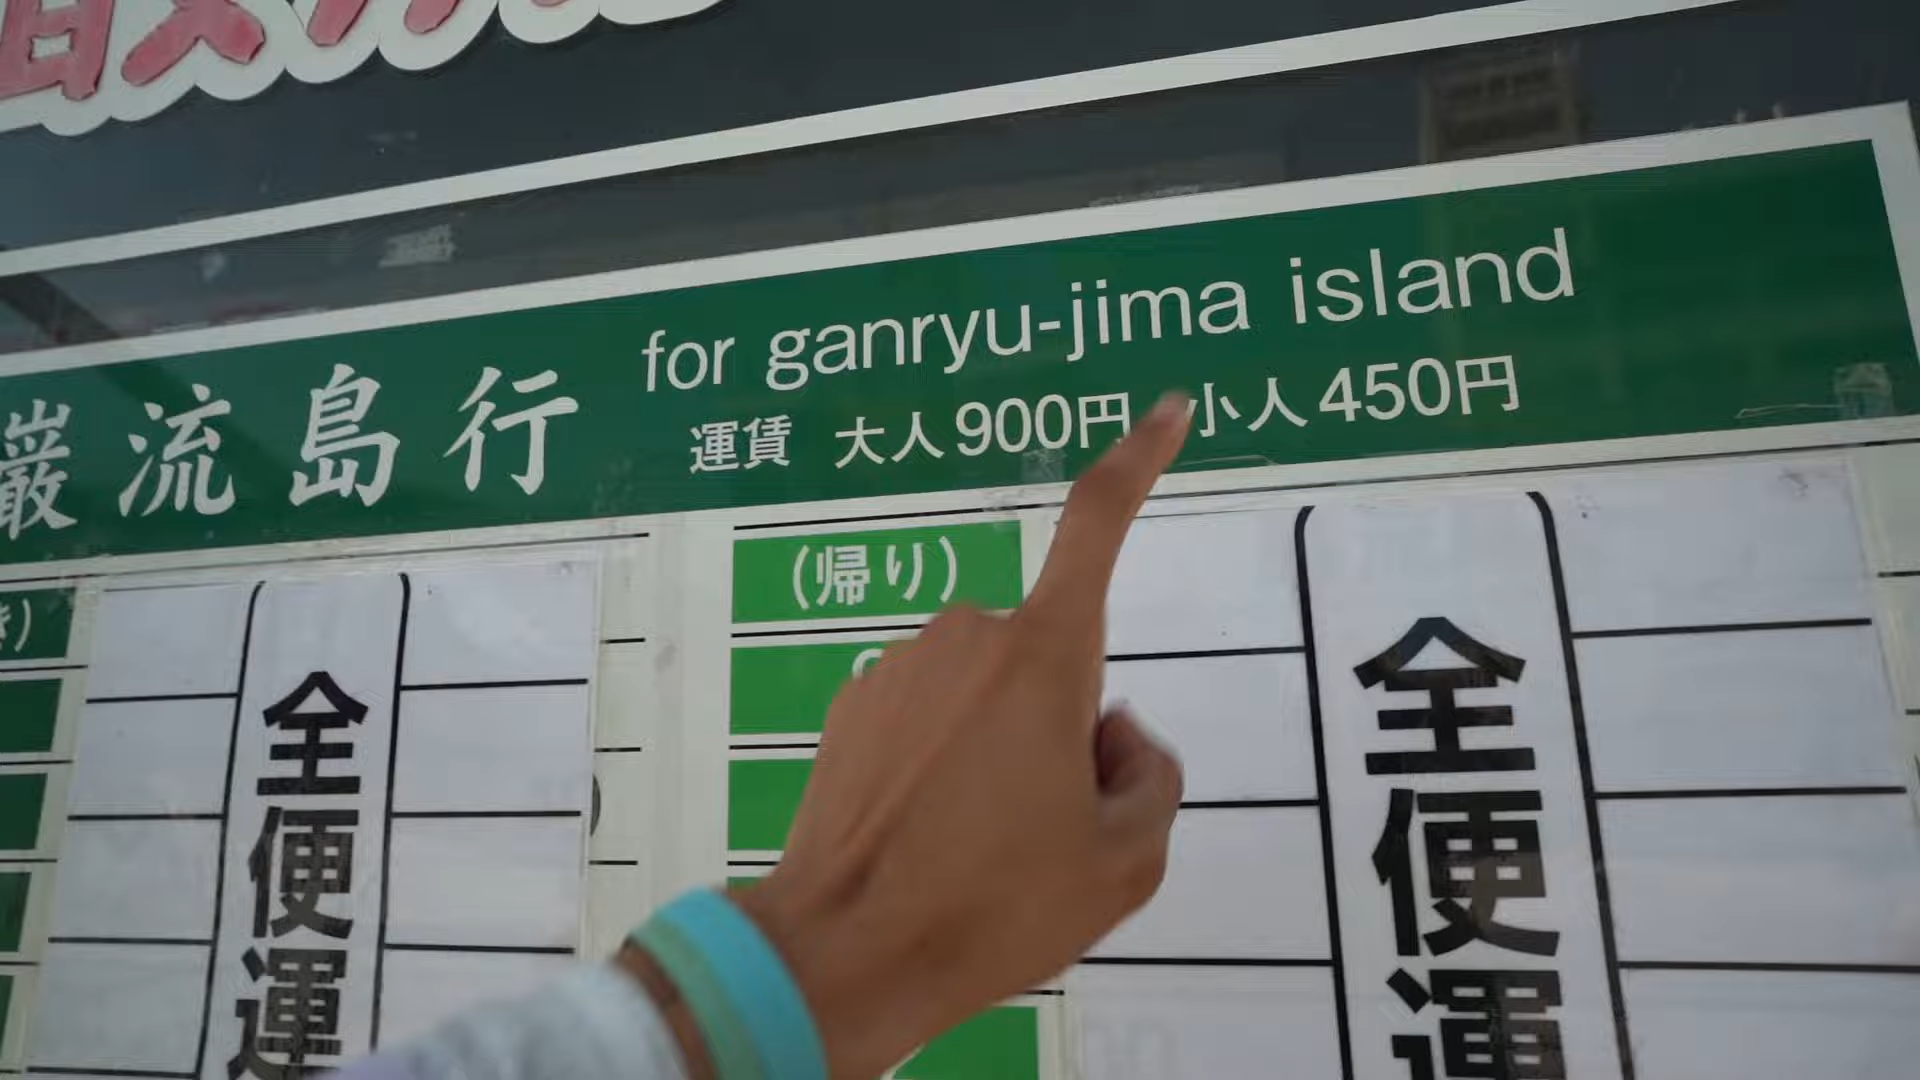 巌流島行
for ganryu-jima island
運賃 大人900円 小人450円
(帰り)
全便運
全便運